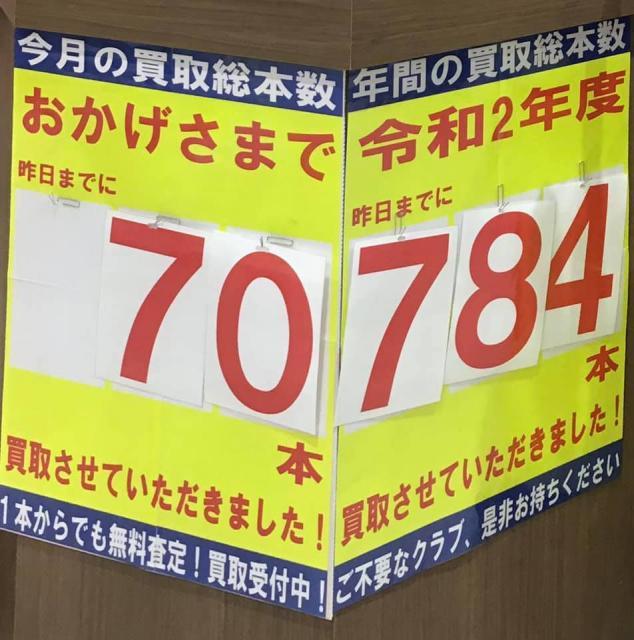 今月の買取総本数
おかげさまで
昨日までに
70
本
買取させていただきました！
1本からでも無料査定！買取受付中！
年間の買取総本数
令和2年度
昨日までに
784
本
買取させていただきました！
ご不要なクラブ、是非お持ちください